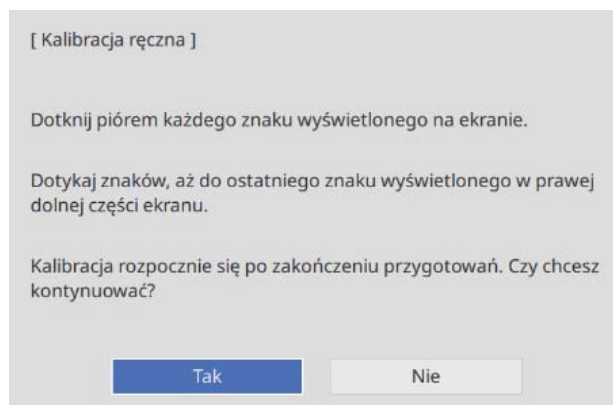 [ Kalibracja ręczna ]
Dotknij piórem każdego znaku wyświetlonego na ekranie.
Dotykaj znaków, aż do ostatniego znaku wyświetlonego w prawej
dolnej części ekranu.
Kalibracja rozpocznie się po zakończeniu przygotowań. Czy chcesz
kontynuować?
Tak
Nie